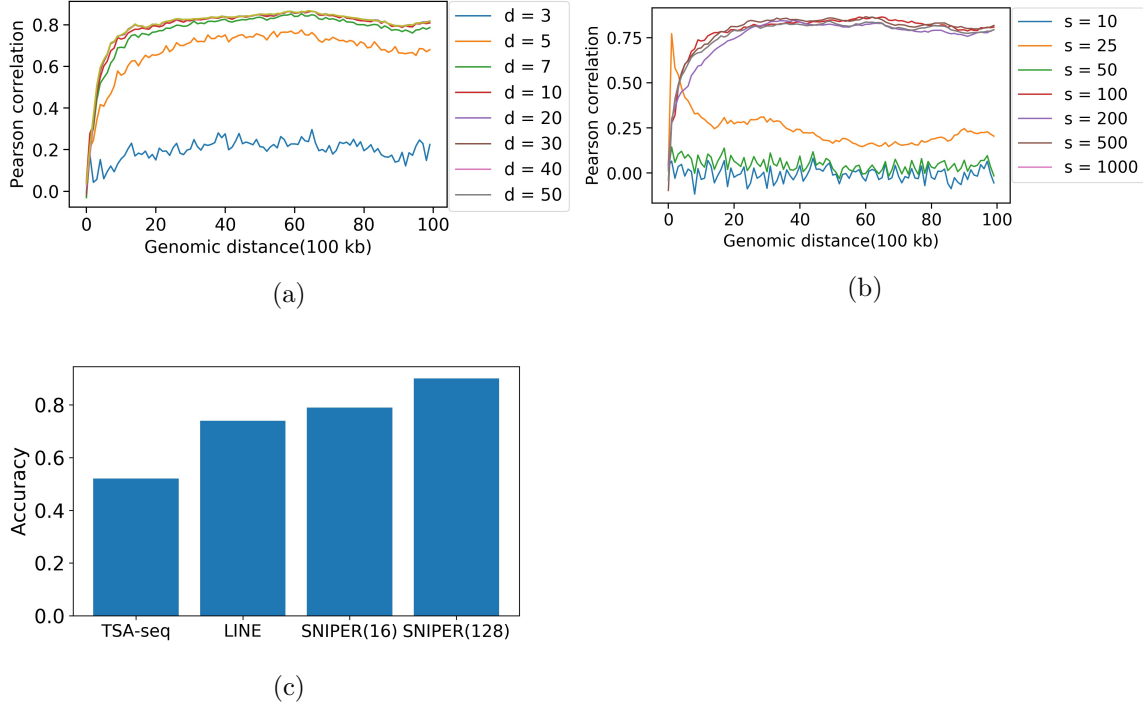 Pearson correlation
0.8
0.6
0.4
0.2
0.0
0 20 40 60 80 100
Genomic distance(100 kb)
d = 3
d = 5
d = 7
d = 10
d = 20
d = 30
d = 40
d = 50
(a)
Pearson correlation
0.75
0.50
0.25
0.00
0 20 40 60 80 100
Genomic distance(100 kb)
s = 10
s = 25
s = 50
s = 100
s = 200
s = 500
s = 1000
(b)
Accuracy
0.8
0.6
0.4
0.2
0.0
TSA-seq LINE SNIPER(16) SNIPER(128)
(c)